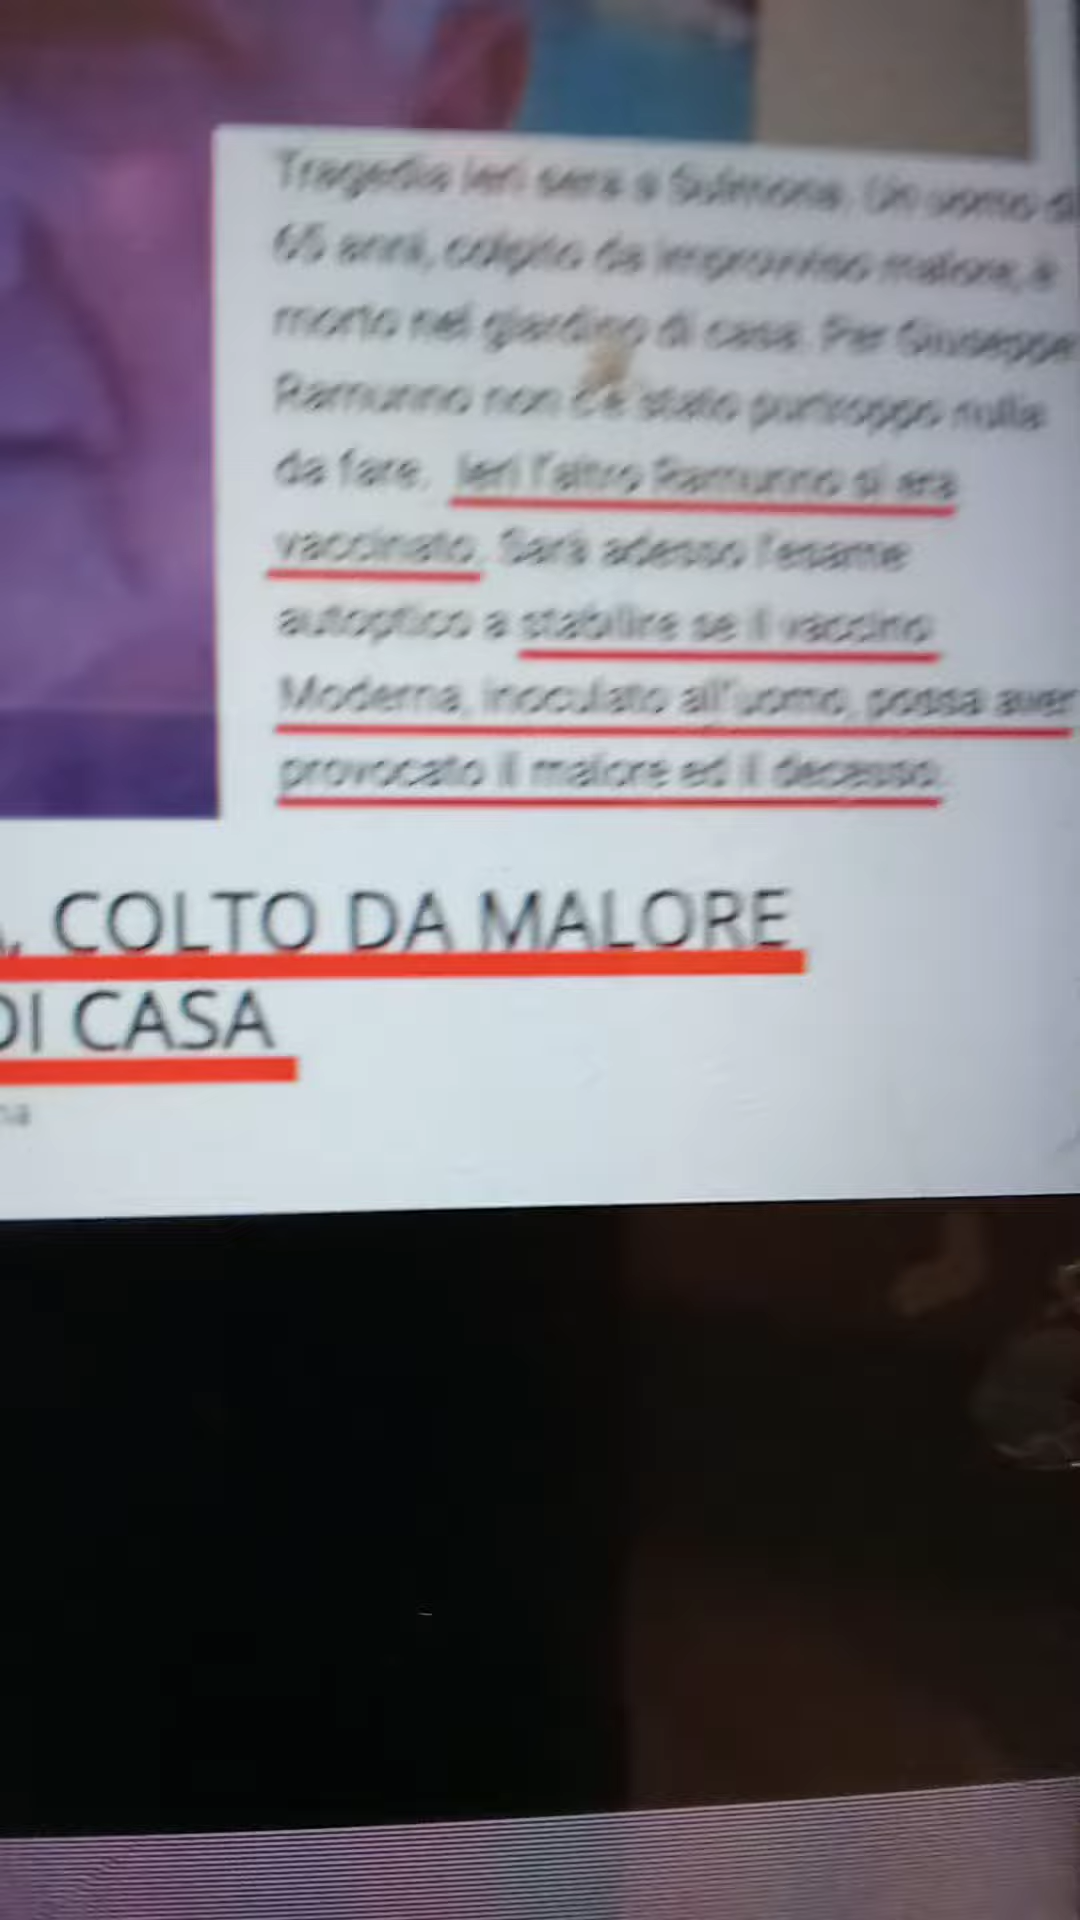 Tragedia ieri sera a Sulmona. Un uomo di
65 anni, colpito da improvviso malore, è
morto nel giardino di casa. Per Giuseppe
Ramunno non c'è stato purtroppo nulla
da fare. Ieri l'altro Ramunno si era
vaccinato. Sarà adesso l'esame
autoptico a stabilire se il vaccino
Moderna, inoculato all'uomo, possa aver
provocato il malore ed il decesso.
A, COLTO DA MALORE
DI CASA
na